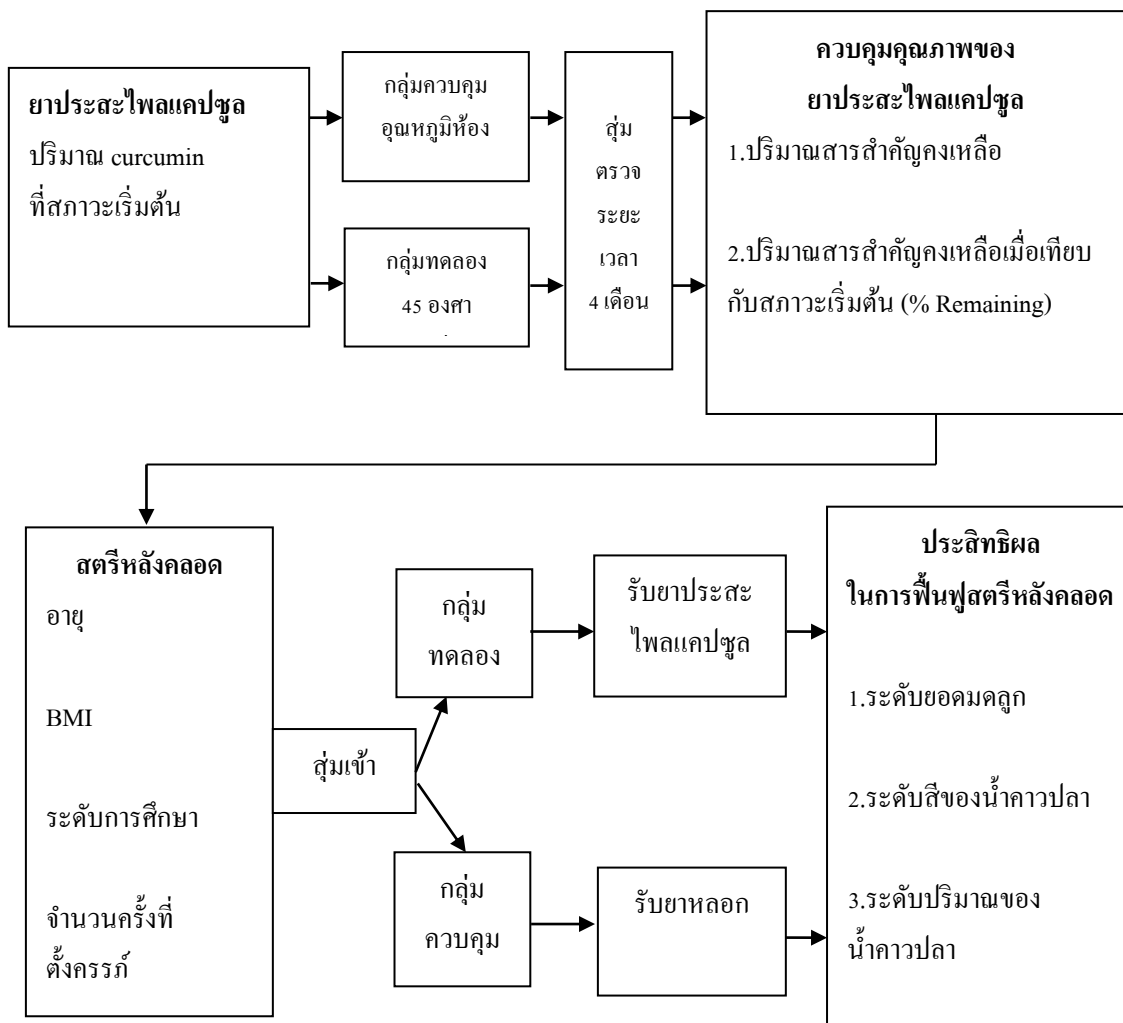 ยาประสะไพลแคปซูล
ปริมาณ curcumin
ที่สภาวะเริ่มต้น
กลุ่มควบคุม
อุณหภูมิห้อง
กลุ่มทดลอง
45 องศา
สุ่ม
ตรวจ
ระยะ
เวลา
4 เดือน
ควบคุมคุณภาพของ
ยาประสะไพลแคปซูล
1.ปริมาณสารสำคัญคงเหลือ
2.ปริมาณสารสำคัญคงเหลือเมื่อเทียบ
กับสภาวะเริ่มต้น (% Remaining)
สตรีหลังคลอด
อายุ
BMI
ระดับการศึกษา
จำนวนครั้งที่
ตั้งครรภ์
สุ่มเข้า
กลุ่ม
ทดลอง
รับยาประสะ
ไพลแคปซูล
กลุ่ม
ควบคุม
รับยาหลอก
ประสิทธิผล
ในการฟื้นฟูสตรีหลังคลอด
1.ระดับยอดมดลูก
2.ระดับสีของน้ำคาวปลา
3.ระดับปริมาณของ
น้ำคาวปลา